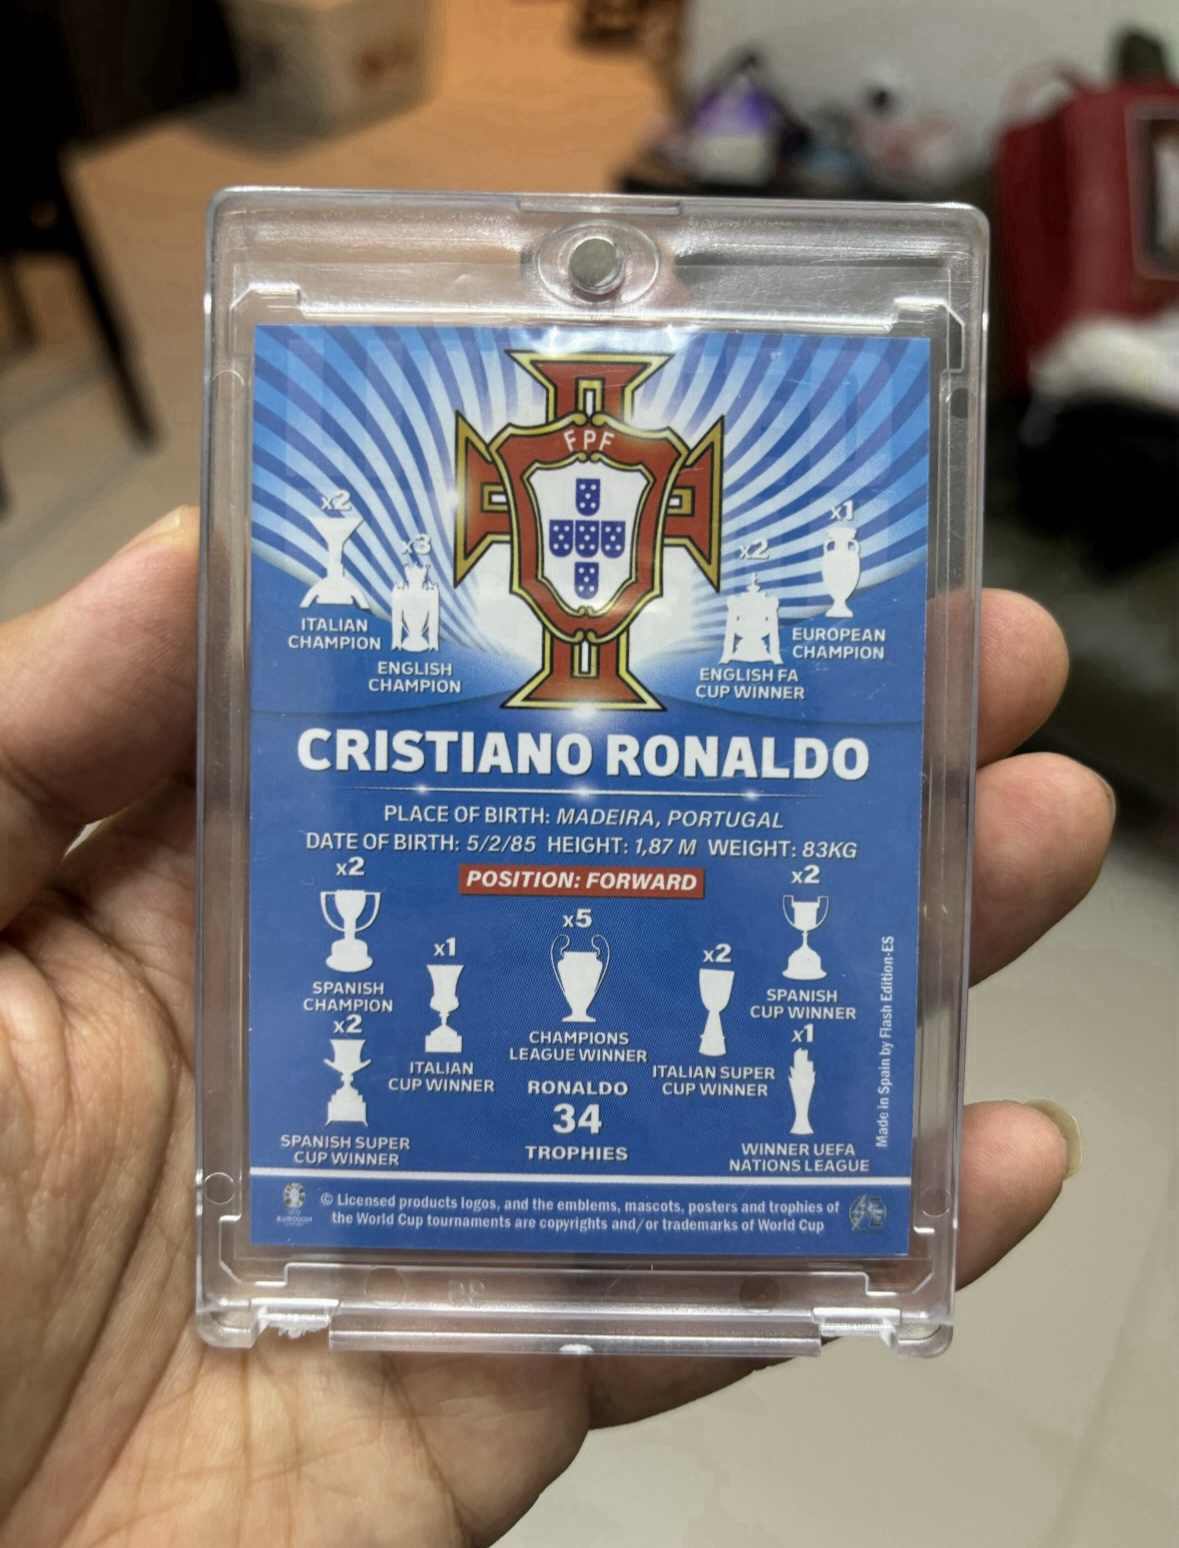 FPF
x2
ITALIAN
CHAMPION
x3
ENGLISH
CHAMPION
x2
ENGLISH FA
CUP WINNER
x1
EUROPEAN
CHAMPION
CRISTIANO RONALDO
PLACE OF BIRTH: MADEIRA, PORTUGAL
DATE OF BIRTH: 5/2/85 HEIGHT: 1,87 M WEIGHT: 83KG
POSITION: FORWARD
x2
SPANISH
CHAMPION
x1
ITALIAN
CUP WINNER
x5
CHAMPIONS
LEAGUE WINNER
x2
ITALIAN SUPER
CUP WINNER
x2
SPANISH
CUP WINNER
x2
SPANISH SUPER
CUP WINNER
RONALDO
34
TROPHIES
x1
WINNER UEFA
NATIONS LEAGUE
Made in Spain by Flash Edition-ES
© Licensed products logos, and the emblems, mascots, posters and trophies of
the World Cup tournaments are copyrights and/or trademarks of World Cup